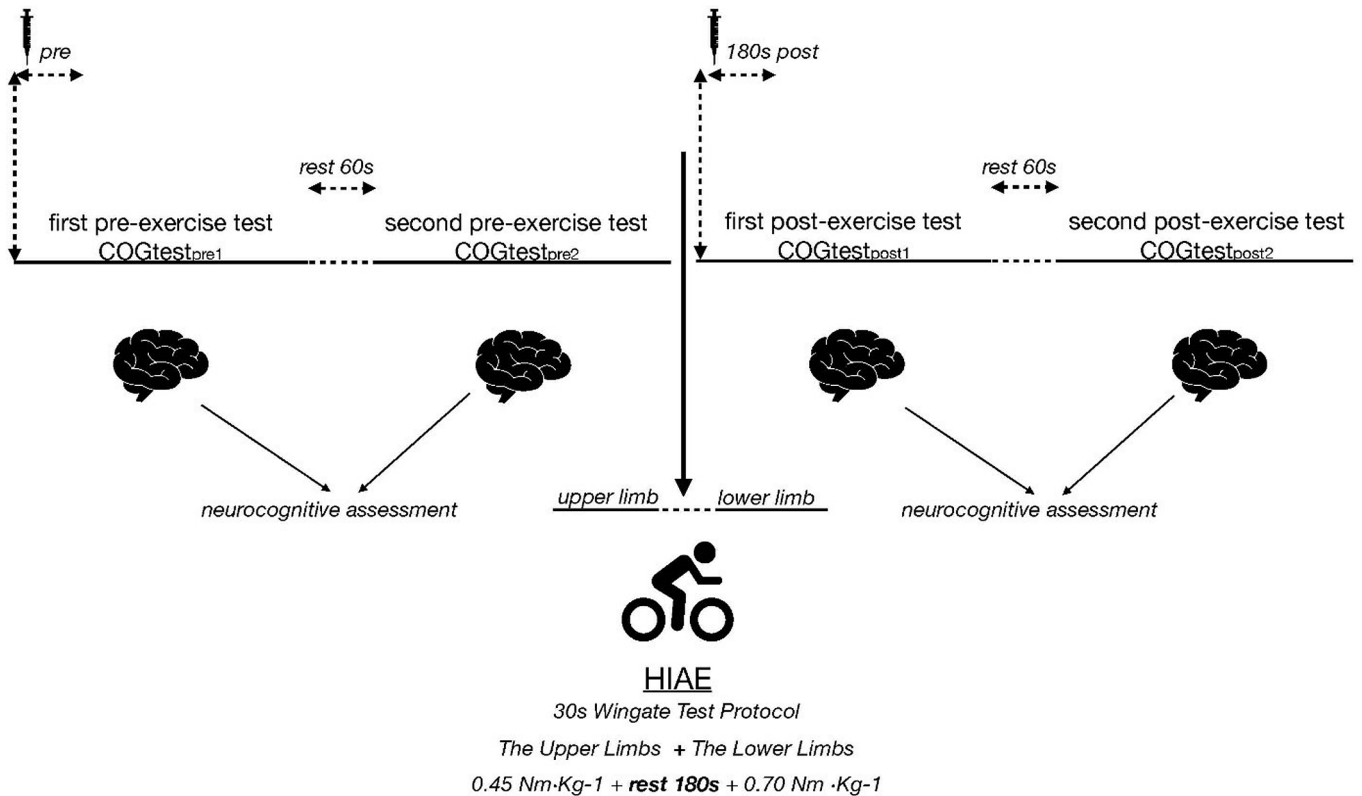 pre
180s post
rest 60s
rest 60s
first pre-exercise test
COGtestpre1
second pre-exercise test
COGtestpre2
first post-exercise test
COGtestpost1
second post-exercise test
COGtestpost2
neurocognitive assessment
upper limb
lower limb
neurocognitive assessment
HIAE
30s Wingate Test Protocol
The Upper Limbs + The Lower Limbs
0.45 Nm·Kg-1 + rest 180s + 0.70 Nm ·Kg-1